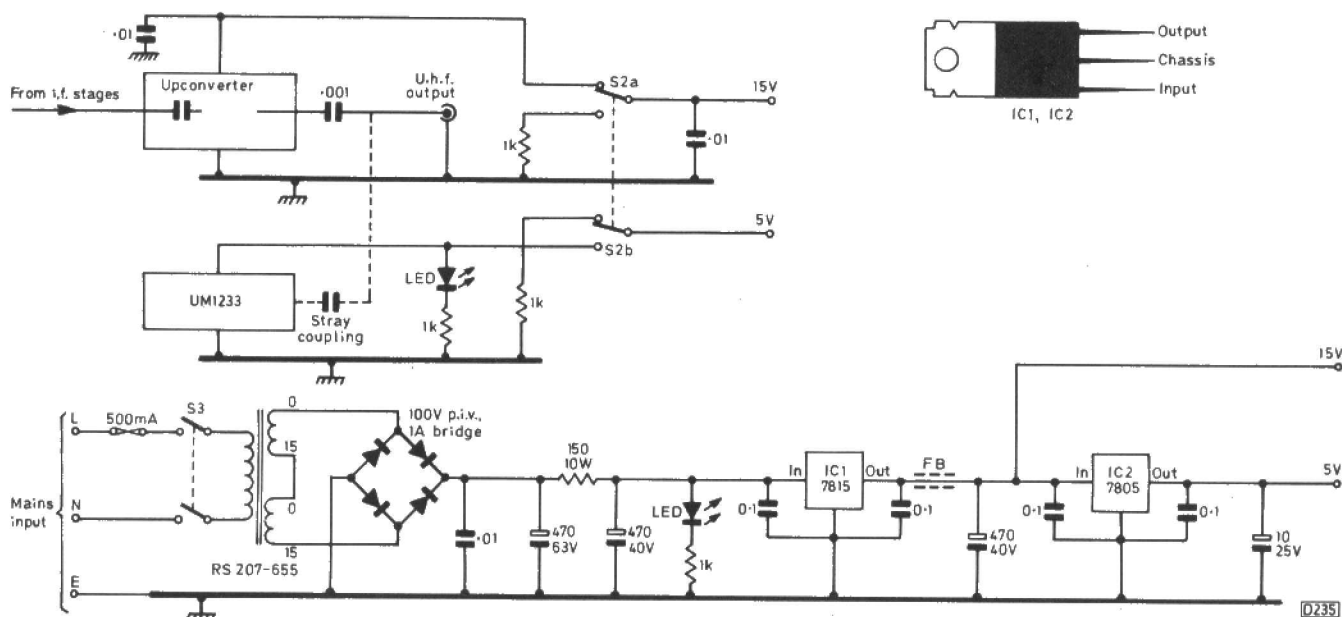 ·01
Upconverter
From i.f. stages
·001
U.h.f.
output
S2a
15V
1k
·01
Output
Chassis
Input
IC1, IC2
UM1233
Stray
coupling
LED
1k
1k
S2b
5V
Mains
input
L
500mA
S3
N
E
0
15
0
15
RS 207-655
100V p.i.v.,
1A bridge
·01
470
63V
150
10W
470
40V
LED
1k
0·1
In
IC1
7815
Out
0·1
FB
470
40V
15V
0·1
In
IC2
7805
Out
0·1
10
25V
5V
D235